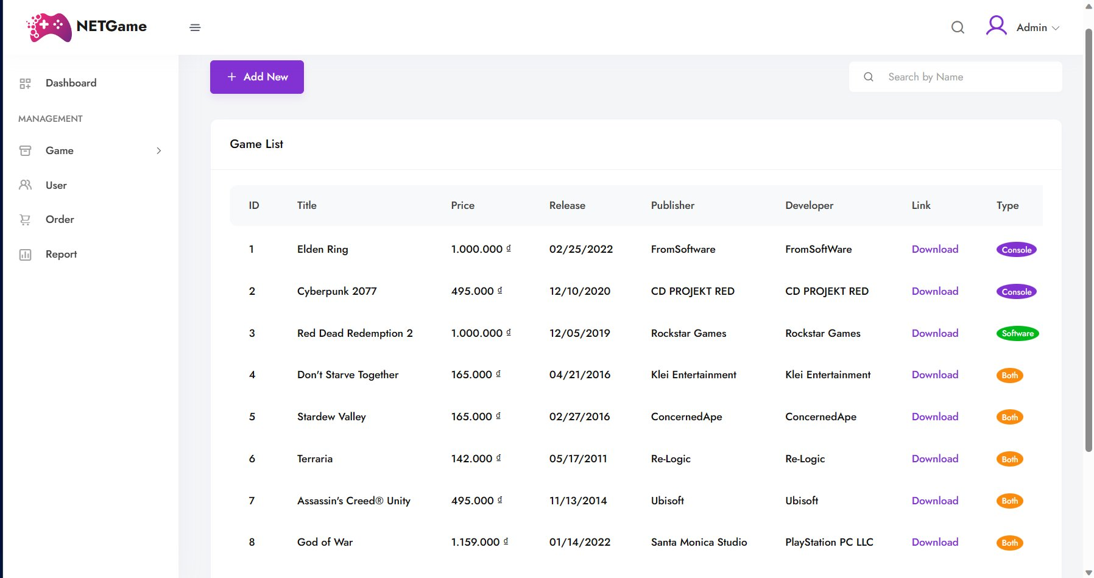 NETGame
Admin
Dashboard
MANAGEMENT
Game
User
Order
Report
+ Add New
Search by Name
Game List
ID Title Price Release Publisher Developer Link Type
1 Elden Ring 1.000.000 ₫ 02/25/2022 FromSoftware FromSoftWare Download Console
2 Cyberpunk 2077 495.000 ₫ 12/10/2020 CD PROJEKT RED CD PROJEKT RED Download Console
3 Red Dead Redemption 2 1.000.000 ₫ 12/05/2019 Rockstar Games Rockstar Games Download Software
4 Don't Starve Together 165.000 ₫ 04/21/2016 Klei Entertainment Klei Entertainment Download Both
5 Stardew Valley 165.000 ₫ 02/27/2016 ConcernedApe ConcernedApe Download Both
6 Terraria 142.000 ₫ 05/17/2011 Re-Logic Re-Logic Download Both
7 Assassin's Creed® Unity 495.000 ₫ 11/13/2014 Ubisoft Ubisoft Download Both
8 God of War 1.159.000 ₫ 01/14/2022 Santa Monica Studio PlayStation PC LLC Download Both